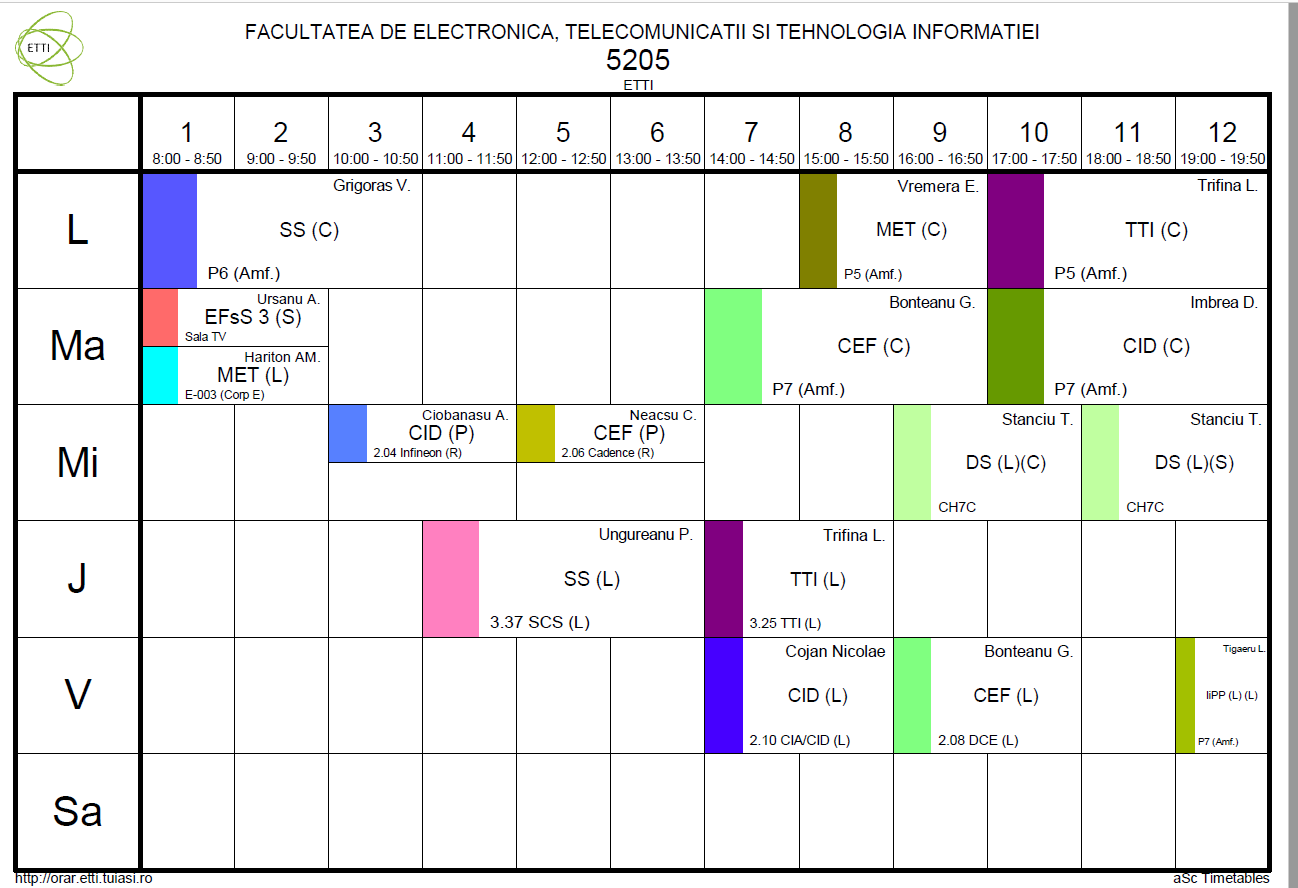 ETTI
FACULTATEA DE ELECTRONICA, TELECOMUNICATII SI TEHNOLOGIA INFORMATIEI
5205
ETTI
1 2 3 4 5 6 7 8 9 10 11 12
8:00 - 8:50 9:00 - 9:50 10:00 - 10:50 11:00 - 11:50 12:00 - 12:50 13:00 - 13:50 14:00 - 14:50 15:00 - 15:50 16:00 - 16:50 17:00 - 17:50 18:00 - 18:50 19:00 - 19:50
L
Grigoras V.
SS (C)
P6 (Amf.)
Vremera E.
MET (C)
P5 (Amf.)
Trifina L.
TTI (C)
P5 (Amf.)
Ma
Ursanu A.
EFsS 3 (S)
Sala TV
Hariton AM.
MET (L)
E-003 (Corp E)
Bonteanu G.
CEF (C)
P7 (Amf.)
Imbrea D.
CID (C)
P7 (Amf.)
Mi
Ciobanasu A.
CID (P)
2.04 Infineon (R)
Neacsu C.
CEF (P)
2.06 Cadence (R)
Stanciu T.
DS (L)(C)
CH7C
Stanciu T.
DS (L)(S)
CH7C
J
Ungureanu P.
SS (L)
3.37 SCS (L)
Trifina L.
TTI (L)
3.25 TTI (L)
V
Cojan Nicolae
CID (L)
2.10 CIA/CID (L)
Bonteanu G.
CEF (L)
2.08 DCE (L)
Tigaeru L.
IiPP (L) (L)
P7 (Amf.)
Sa
http://orar.etti.tuiasi.ro
aSc Timetables